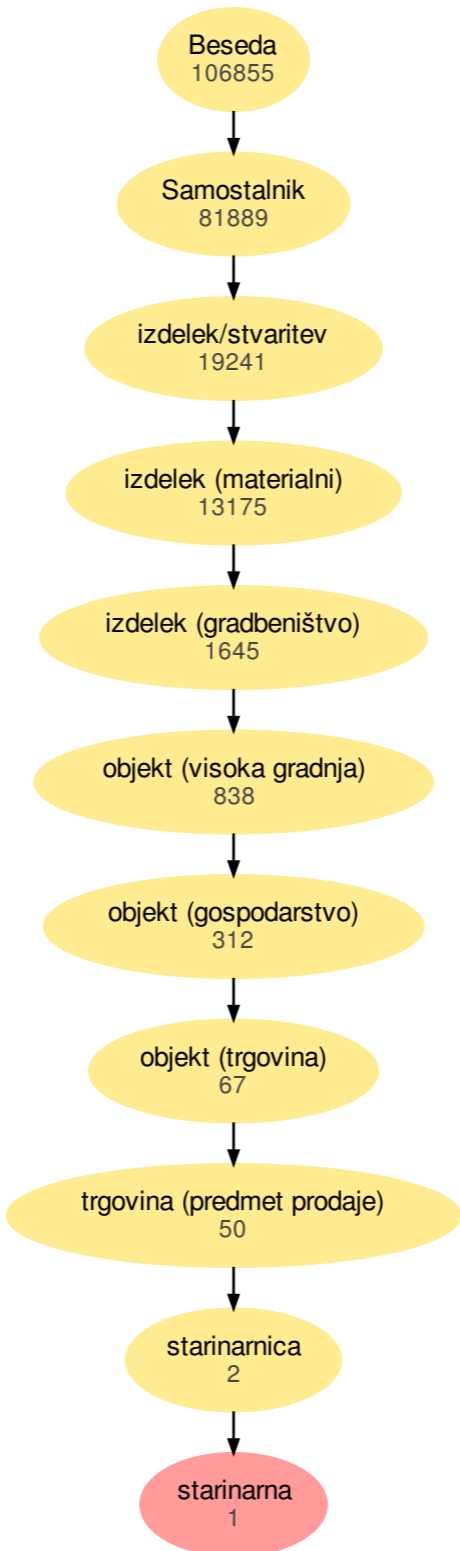 Beseda
106855
Samostalnik
81889
izdelek/stvaritev
19241
izdelek (materialni)
13175
izdelek (gradbeništvo)
1645
objekt (visoka gradnja)
838
objekt (gospodarstvo)
312
objekt (trgovina)
67
trgovina (predmet prodaje)
50
starinarnica
2
starinarna
1